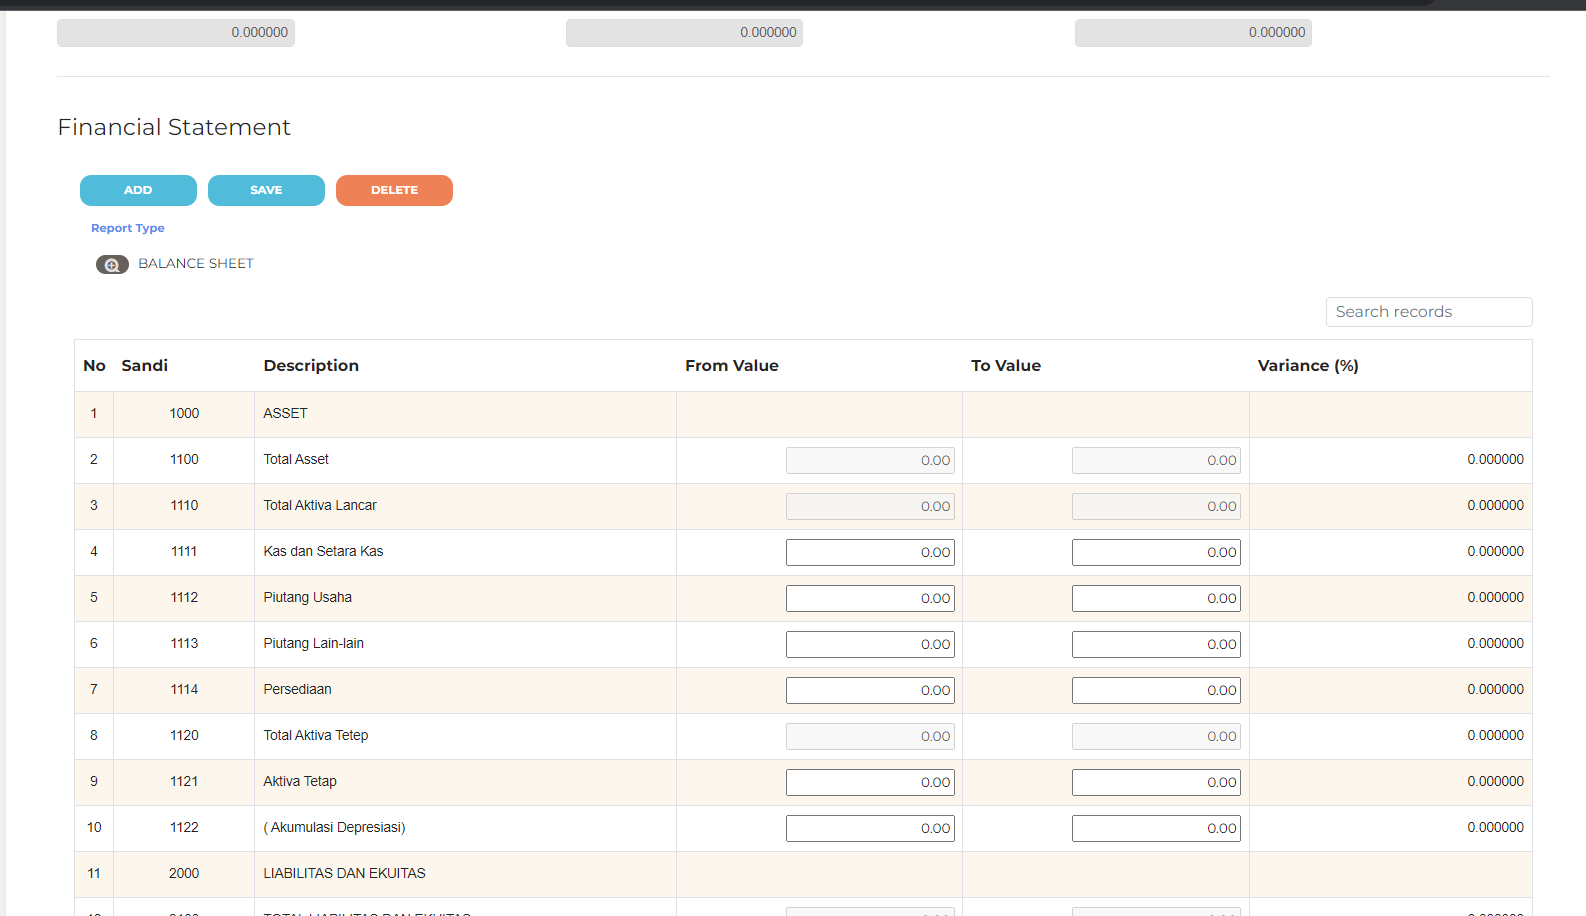 0.000000 0.000000 0.000000
Financial Statement
ADD SAVE DELETE
Report Type
BALANCE SHEET
Search records
No Sandi Description From Value To Value Variance (%)
1 1000 ASSET
2 1100 Total Asset 0.00 0.00 0.000000
3 1110 Total Aktiva Lancar 0.00 0.00 0.000000
4 1111 Kas dan Setara Kas 0.00 0.00 0.000000
5 1112 Piutang Usaha 0.00 0.00 0.000000
6 1113 Piutang Lain-lain 0.00 0.00 0.000000
7 1114 Persediaan 0.00 0.00 0.000000
8 1120 Total Aktiva Tetep 0.00 0.00 0.000000
9 1121 Aktiva Tetap 0.00 0.00 0.000000
10 1122 ( Akumulasi Depresiasi) 0.00 0.00 0.000000
11 2000 LIABILITAS DAN EKUITAS